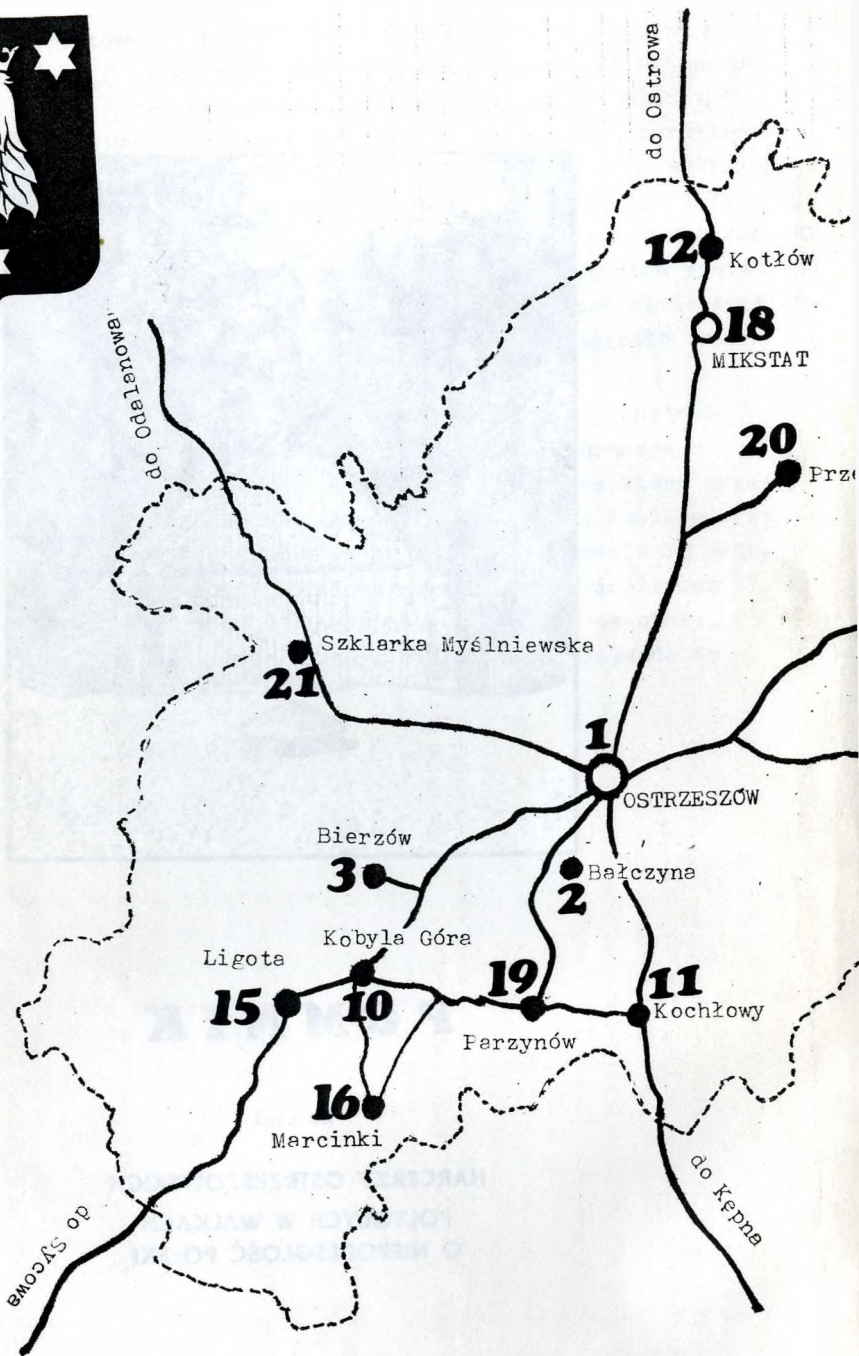 do Ostrowa
12
Kotłów
18
MIKSTAT
do Odalanowa
20
21
Szklarka Myślniewska
1
OSTRZESZÓW
Bierzów
3
Bałczyna
2
Kobyla Góra
Ligota
15
10
19
11
Kochłowy
Parzynów
16
Marcinki
do Sycowa
do Kępna